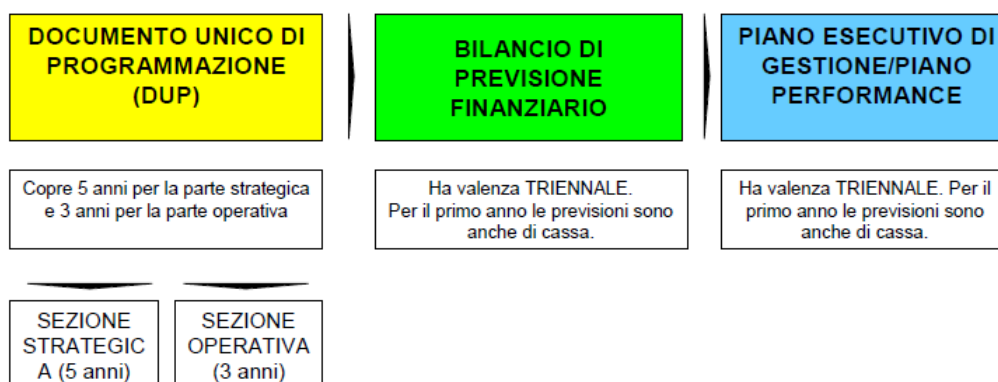 DOCUMENTO UNICO DI
PROGRAMMAZIONE
(DUP)
BILANCIO DI
PREVISIONE
FINANZIARIO
PIANO ESECUTIVO DI
GESTIONE/PIANO
PERFORMANCE
Copre 5 anni per la parte strategica
e 3 anni per la parte operativa
Ha valenza TRIENNALE.
Per il primo anno le previsioni sono
anche di cassa.
Ha valenza TRIENNALE. Per il
primo anno le previsioni sono
anche di cassa.
SEZIONE
STRATEGIC
A (5 anni)
SEZIONE
OPERATIVA
(3 anni)